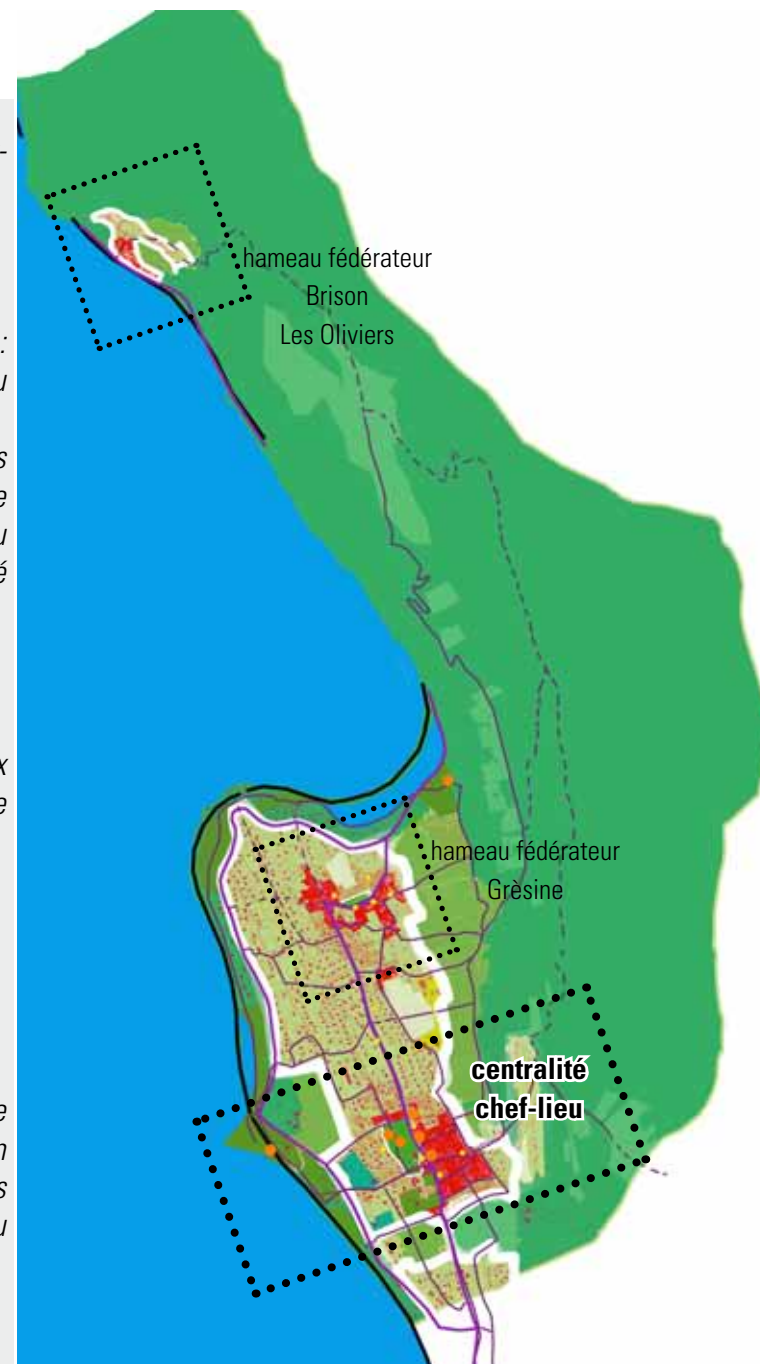 -
:
u
s
e
u
é
x
e
e
n
s
u
hameau fédérateur
Brison
Les Oliviers
hameau fédérateur
Grèsine
centralité
chef-lieu